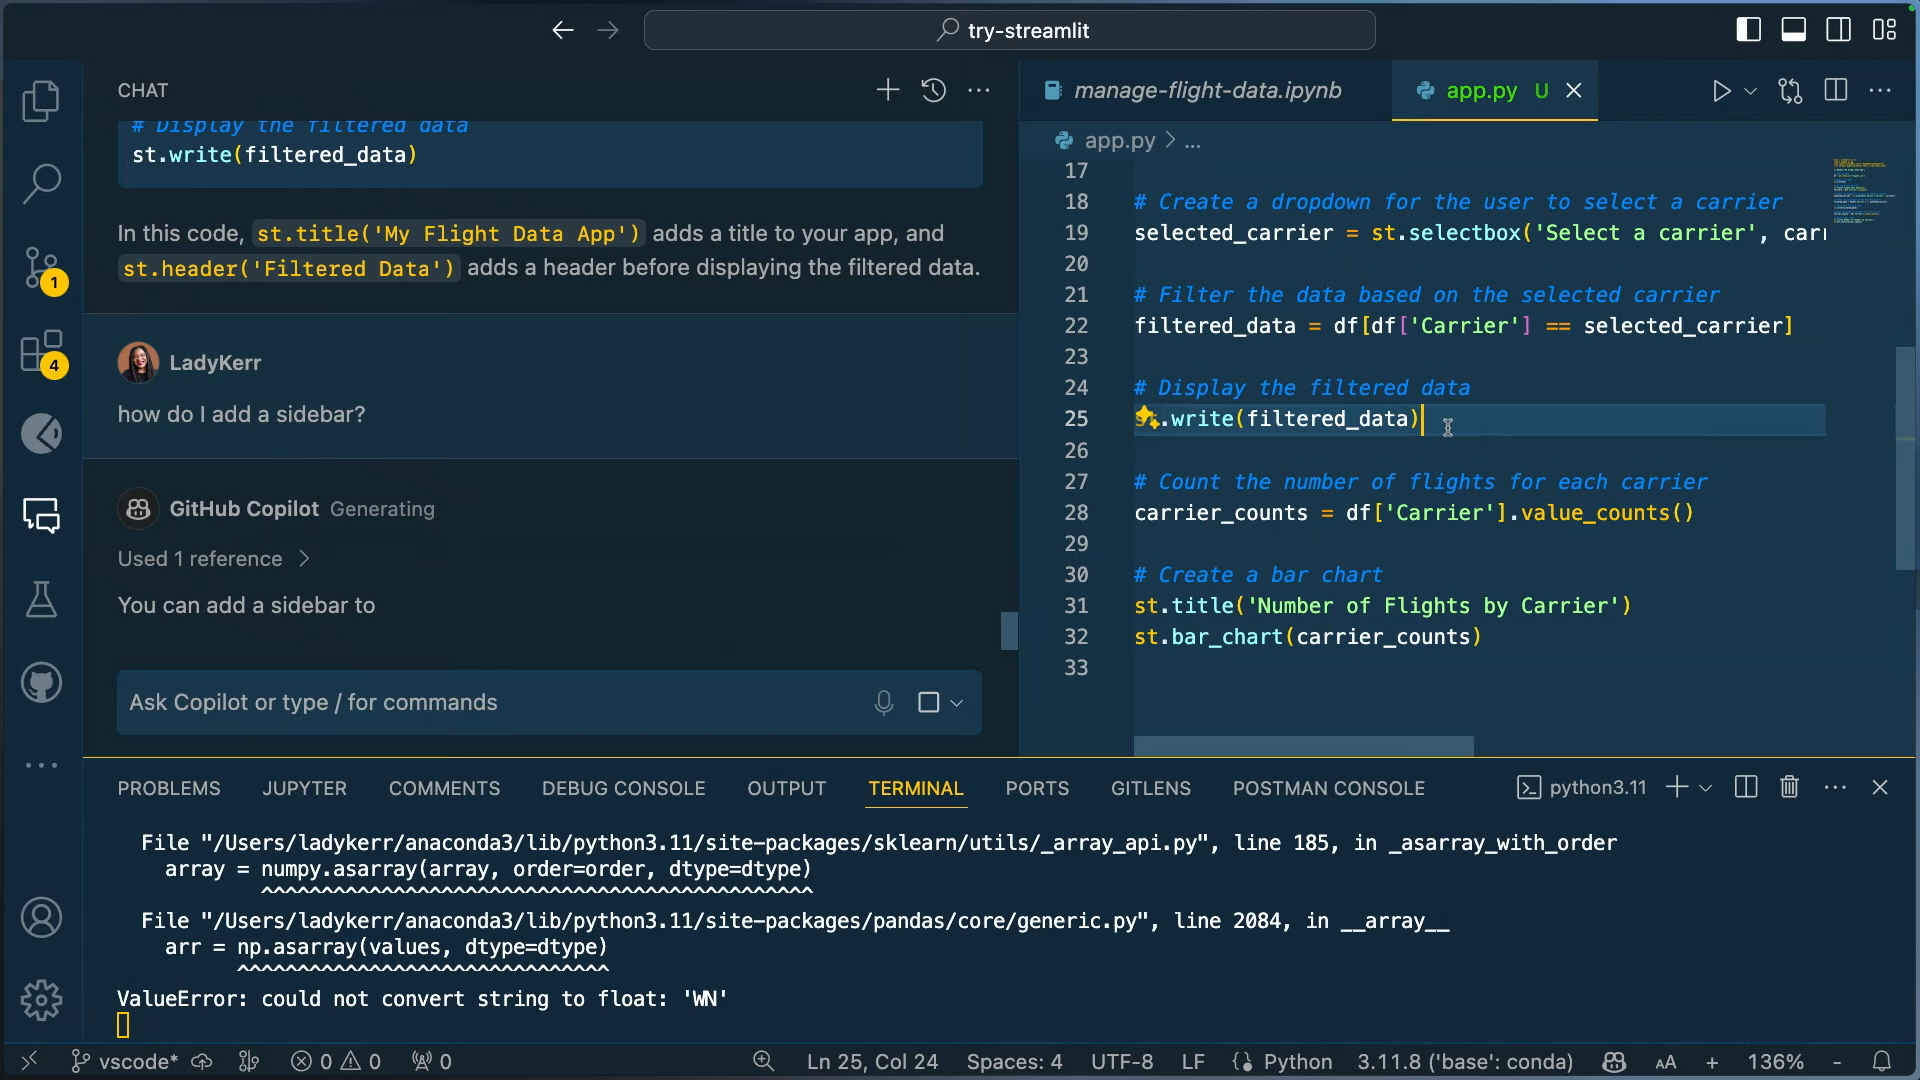 try-streamlit
CHAT
# Display the filtered data
st.write(filtered_data)
In this code, st.title('My Flight Data App') adds a title to your app, and
st.header('Filtered Data') adds a header before displaying the filtered data.
LadyKerr
how do I add a sidebar?
GitHub Copilot Generating
Used 1 reference
You can add a sidebar to
Ask Copilot or type / for commands
1
4
manage-flight-data.ipynb
app.py U
app.py > ...
17
18 # Create a dropdown for the user to select a carrier
19 selected_carrier = st.selectbox('Select a carrier', carr
20
21 # Filter the data based on the selected carrier
22 filtered_data = df[df['Carrier'] == selected_carrier]
23
24 # Display the filtered data
25 st.write(filtered_data)
26
27 # Count the number of flights for each carrier
28 carrier_counts = df['Carrier'].value_counts()
29
30 # Create a bar chart
31 st.title('Number of Flights by Carrier')
32 st.bar_chart(carrier_counts)
33
PROBLEMS JUPYTER COMMENTS DEBUG CONSOLE OUTPUT TERMINAL PORTS GITLENS POSTMAN CONSOLE python3.11
File "/Users/ladykerr/anaconda3/lib/python3.11/site-packages/sklearn/utils/_array_api.py", line 185, in _asarray_with_order
array = numpy.asarray(array, order=order, dtype=dtype)
^^^^^^^^^^^^^^^^^^^^^^^^^^^^^^^^^^^^^^^^^^^^^^
File "/Users/ladykerr/anaconda3/lib/python3.11/site-packages/pandas/core/generic.py", line 2084, in __array__
arr = np.asarray(values, dtype=dtype)
^^^^^^^^^^^^^^^^^^^^^^^^^^^^^^^
ValueError: could not convert string to float: 'WN'
vscode* 0 0 0 Ln 25, Col 24 Spaces: 4 UTF-8 LF Python 3.11.8 ('base': conda) AA + 136% -